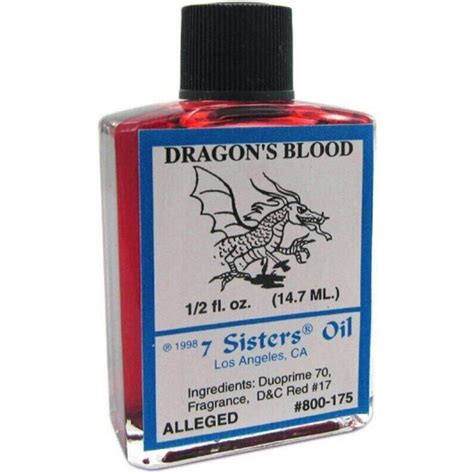 DRAGON'S BLOOD
1/2 fl. oz. (14.7 ML.)
® 1998 7 Sisters® Oil
Los Angeles, CA
Ingredients: Duoprime 70,
Fragrance, D&C Red #17
ALLEGED #800-175